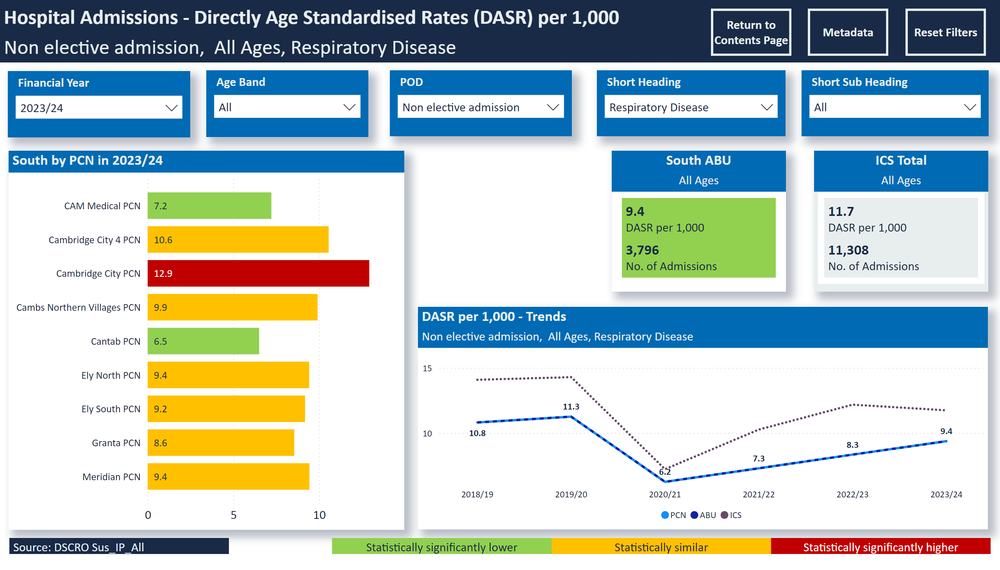 Hospital Admissions - Directly Age Standardised Rates (DASR) per 1,000
Non elective admission,  All Ages, Respiratory Disease
Return to
Contents Page
Metadata
Reset Filters
Financial Year
2023/24
Age Band
All
POD
Non elective admission
Short Heading
Respiratory Disease
Short Sub Heading
All
South by PCN in 2023/24
CAM Medical PCN 7.2
Cambridge City 4 PCN 10.6
Cambridge City PCN 12.9
Cambs Northern Villages PCN 9.9
Cantab PCN 6.5
Ely North PCN 9.4
Ely South PCN 9.2
Granta PCN 8.6
Meridian PCN 9.4
0 5 10
South ABU
All Ages
9.4
DASR per 1,000
3,796
No. of Admissions
ICS Total
All Ages
11.7
DASR per 1,000
11,308
No. of Admissions
DASR per 1,000 - Trends
Non elective admission,  All Ages, Respiratory Disease
15
10
10.8
11.3
6.2
7.3
8.3
9.4
2018/19 2019/20 2020/21 2021/22 2022/23 2023/24
PCN ABU ICS
Source: DSCRO Sus_IP_All
Statistically significantly lower
Statistically similar
Statistically significantly higher